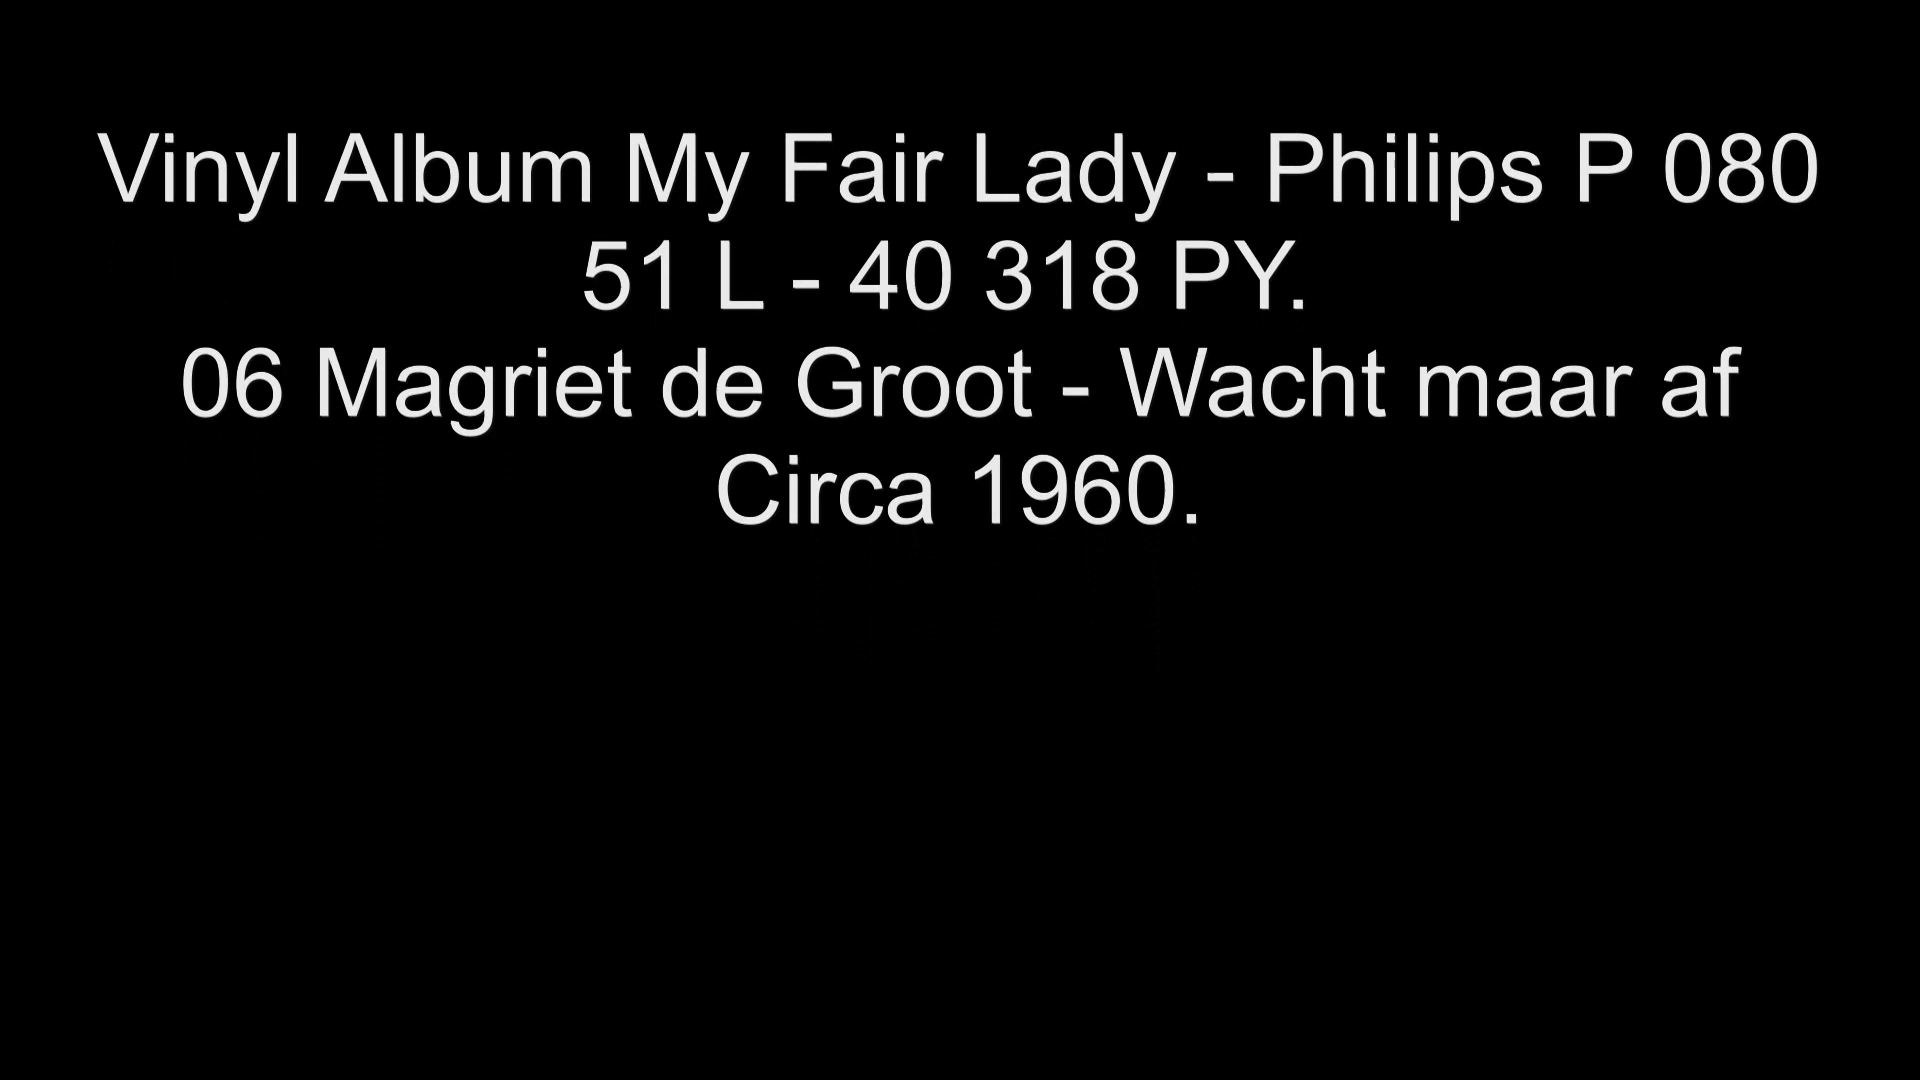 Vinyl Album My Fair Lady - Philips P 080
51 L - 40 318 PY.
06 Magriet de Groot - Wacht maar af
Circa 1960.